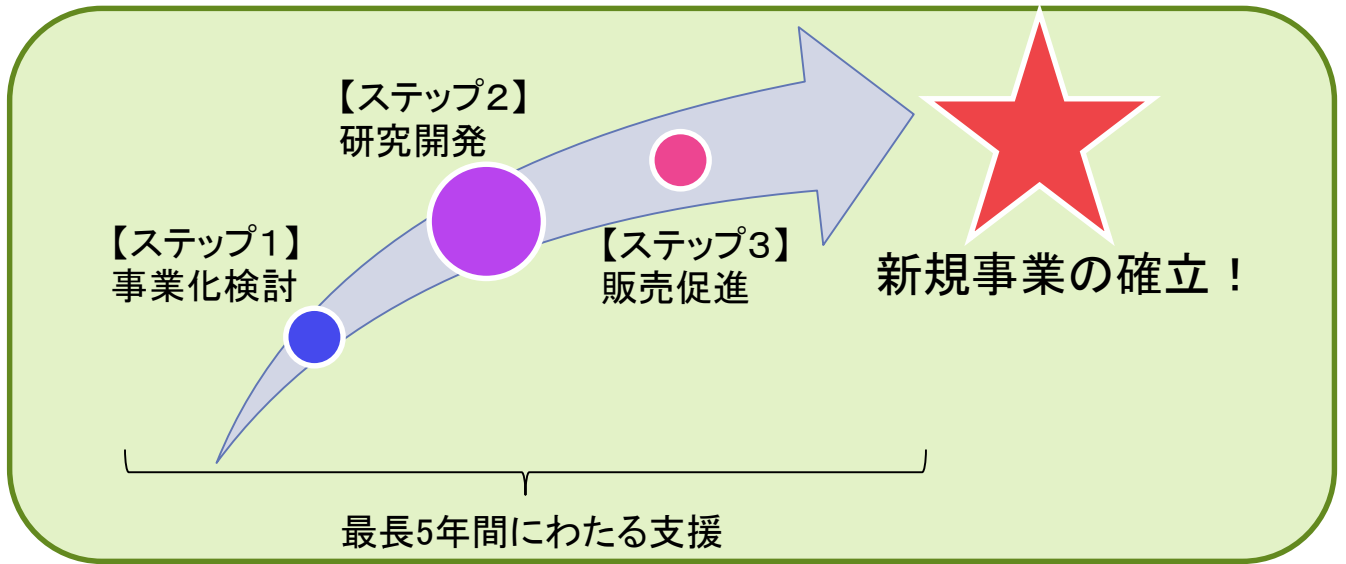 【ステップ１】
事業化検討
【ステップ２】
研究開発
【ステップ３】
販売促進
新規事業の確立！
最長5年間にわたる支援